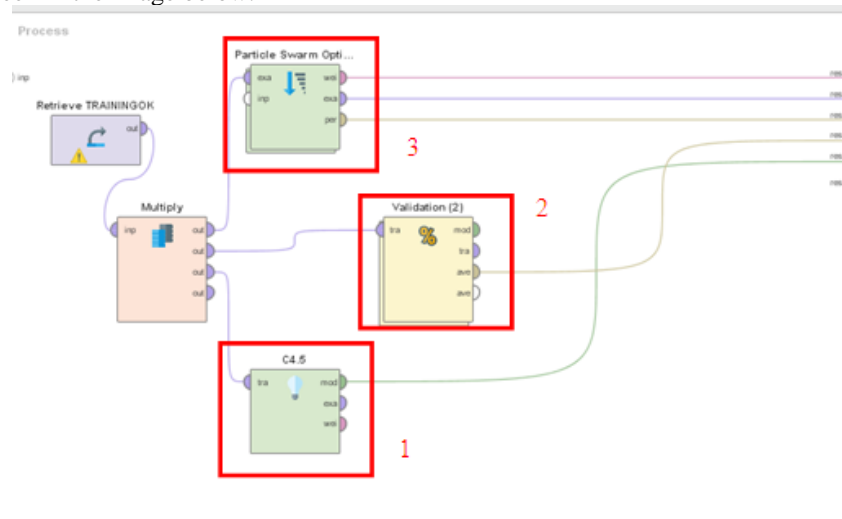 Process
inp
Retrieve TRAININGOK
out
Particle Swarm Opti...
exa
wei
inp
exa
per
3
Multiply
inp
out
out
out
out
Validation (2)
tra
mod
tra
ave
ave
2
C4.5
tra
mod
exa
wei
1
res
res
res
res
res
res